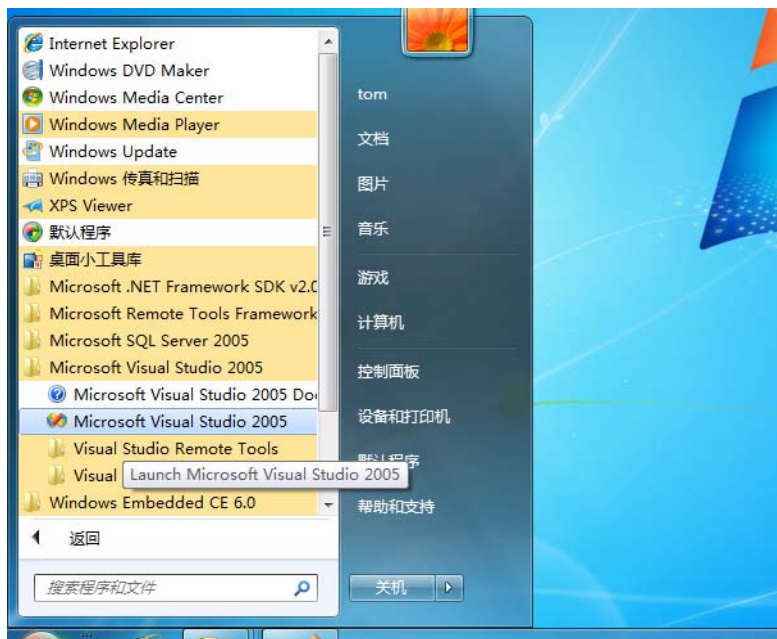 Internet Explorer
Windows DVD Maker
Windows Media Center
Windows Media Player
Windows Update
Windows 传真和扫描
XPS Viewer
默认程序
桌面小工具库
Microsoft .NET Framework SDK v2.0
Microsoft Remote Tools Framework
Microsoft SQL Server 2005
Microsoft Visual Studio 2005
Microsoft Visual Studio 2005 Do
Microsoft Visual Studio 2005
Visual Studio Remote Tools
Visual
Launch Microsoft Visual Studio 2005
Windows Embedded CE 6.0
返回
搜索程序和文件
tom
文档
图片
音乐
游戏
计算机
控制面板
设备和打印机
默认程序
帮助和支持
关机